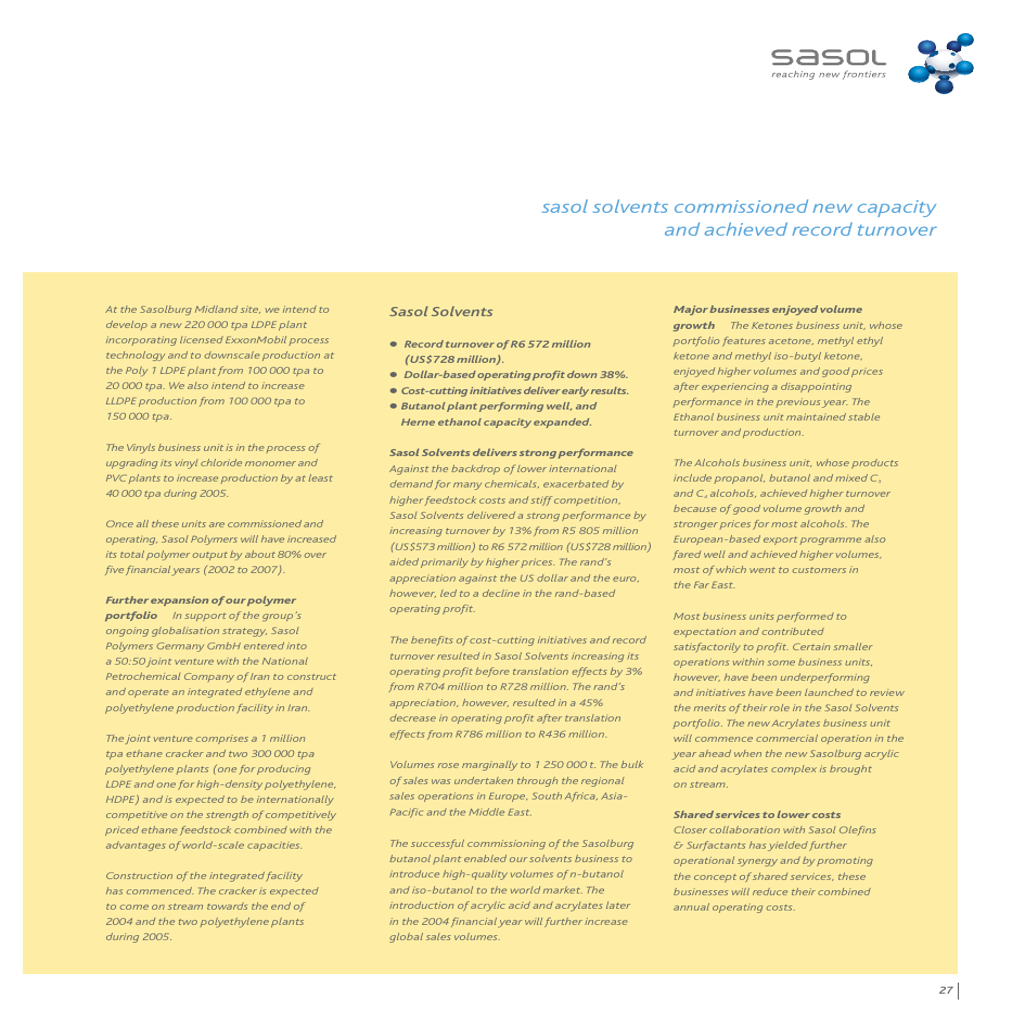 sasol
reaching new frontiers
sasol solvents commissioned new capacity
and achieved record turnover
At the Sasolburg Midland site, we intend to
develop a new 220 000 tpa LDPE plant
incorporating licensed ExxonMobil process
technology and to downscale production at
the Poly 1 LDPE plant from 100 000 tpa to
20 000 tpa. We also intend to increase
LLDPE production from 100 000 tpa to
150 000 tpa.
The Vinyls business unit is in the process of
upgrading its vinyl chloride monomer and
PVC plants to increase production by at least
40 000 tpa during 2005.
Once all these units are commissioned and
operating, Sasol Polymers will have increased
its total polymer output by about 80% over
five financial years (2002 to 2007).
Further expansion of our polymer
portfolio In support of the group's
ongoing globalisation strategy, Sasol
Polymers Germany GmbH entered into
a 50:50 joint venture with the National
Petrochemical Company of Iran to construct
and operate an integrated ethylene and
polyethylene production facility in Iran.
The joint venture comprises a 1 million
tpa ethane cracker and two 300 000 tpa
polyethylene plants (one for producing
LDPE and one for high-density polyethylene,
HDPE) and is expected to be internationally
competitive on the strength of competitively
priced ethane feedstock combined with the
advantages of world-scale capacities.
Construction of the integrated facility
has commenced. The cracker is expected
to come on stream towards the end of
2004 and the two polyethylene plants
during 2005.
Sasol Solvents
● Record turnover of R6 572 million
(US$728 million).
● Dollar-based operating profit down 38%.
● Cost-cutting initiatives deliver early results.
● Butanol plant performing well, and
Herne ethanol capacity expanded.
Sasol Solvents delivers strong performance
Against the backdrop of lower international
demand for many chemicals, exacerbated by
higher feedstock costs and stiff competition,
Sasol Solvents delivered a strong performance by
increasing turnover by 13% from R5 805 million
(US$573 million) to R6 572 million (US$728 million)
aided primarily by higher prices. The rand's
appreciation against the US dollar and the euro,
however, led to a decline in the rand-based
operating profit.
The benefits of cost-cutting initiatives and record
turnover resulted in Sasol Solvents increasing its
operating profit before translation effects by 3%
from R704 million to R728 million. The rand's
appreciation, however, resulted in a 45%
decrease in operating profit after translation
effects from R786 million to R436 million.
Volumes rose marginally to 1 250 000 t. The bulk
of sales was undertaken through the regional
sales operations in Europe, South Africa, Asia-
Pacific and the Middle East.
The successful commissioning of the Sasolburg
butanol plant enabled our solvents business to
introduce high-quality volumes of n-butanol
and iso-butanol to the world market. The
introduction of acrylic acid and acrylates later
in the 2004 financial year will further increase
global sales volumes.
Major businesses enjoyed volume
growth The Ketones business unit, whose
portfolio features acetone, methyl ethyl
ketone and methyl iso-butyl ketone,
enjoyed higher volumes and good prices
after experiencing a disappointing
performance in the previous year. The
Ethanol business unit maintained stable
turnover and production.
The Alcohols business unit, whose products
include propanol, butanol and mixed C
and C alcohols, achieved higher turnover
because of good volume growth and
stronger prices for most alcohols. The
European-based export programme also
fared well and achieved higher volumes,
most of which went to customers in
the Far East.
Most business units performed to
expectation and contributed
satisfactorily to profit. Certain smaller
operations within some business units,
however, have been underperforming
and initiatives have been launched to review
the merits of their role in the Sasol Solvents
portfolio. The new Acrylates business unit
will commence commercial operation in the
year ahead when the new Sasolburg acrylic
acid and acrylates complex is brought
on stream.
Shared services to lower costs
Closer collaboration with Sasol Olefins
& Surfactants has yielded further
operational synergy and by promoting
the concept of shared services, these
businesses will reduce their combined
annual operating costs.
27